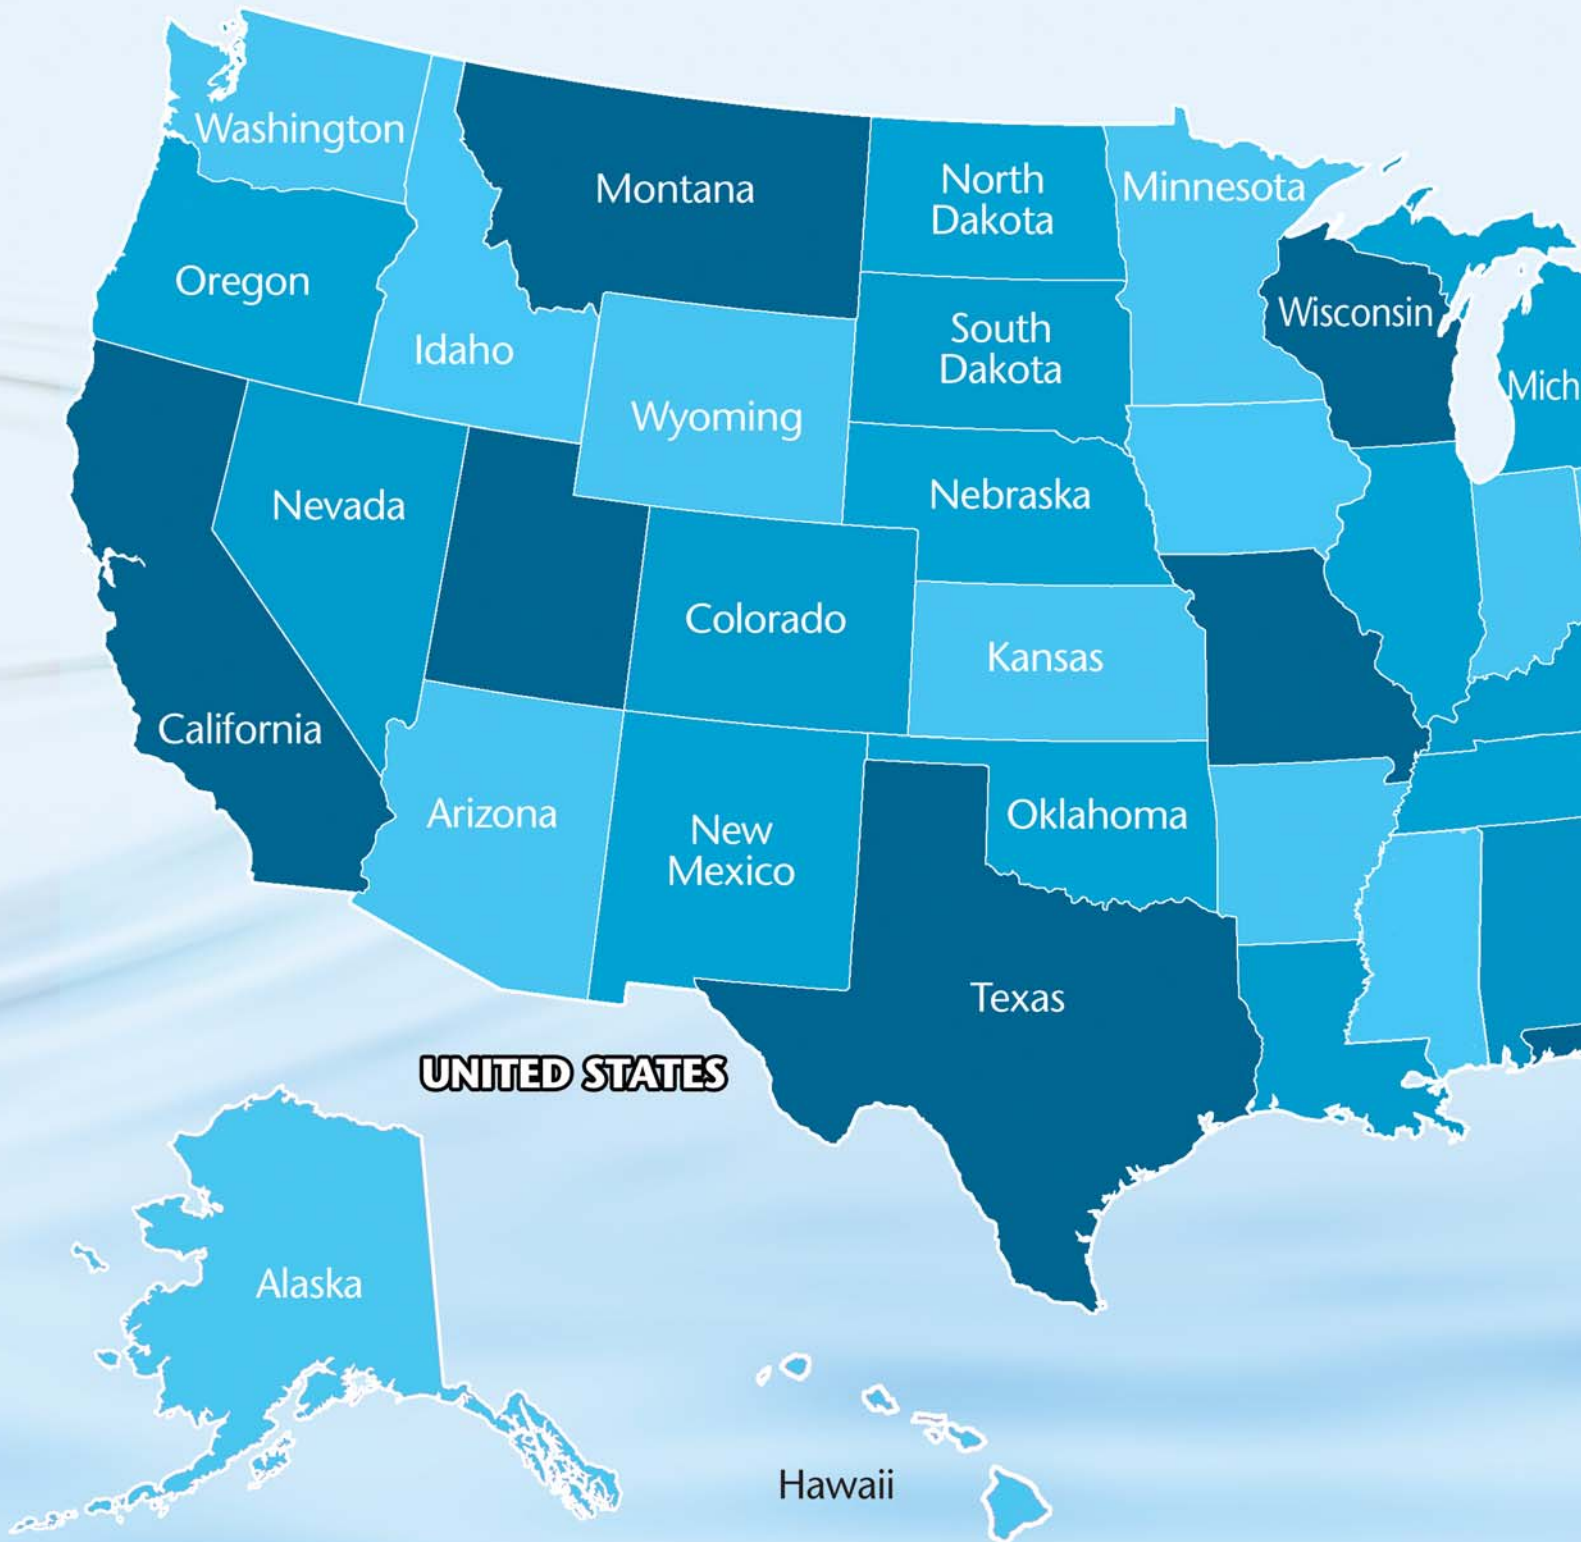 Washington
Montana
North
Dakota
Minnesota
Oregon
Idaho
South
Dakota
Wisconsin
Wyoming
Mich
Nevada
Nebraska
Colorado
Kansas
California
Arizona
New
Mexico
Oklahoma
Texas
UNITED STATES
Alaska
Hawaii